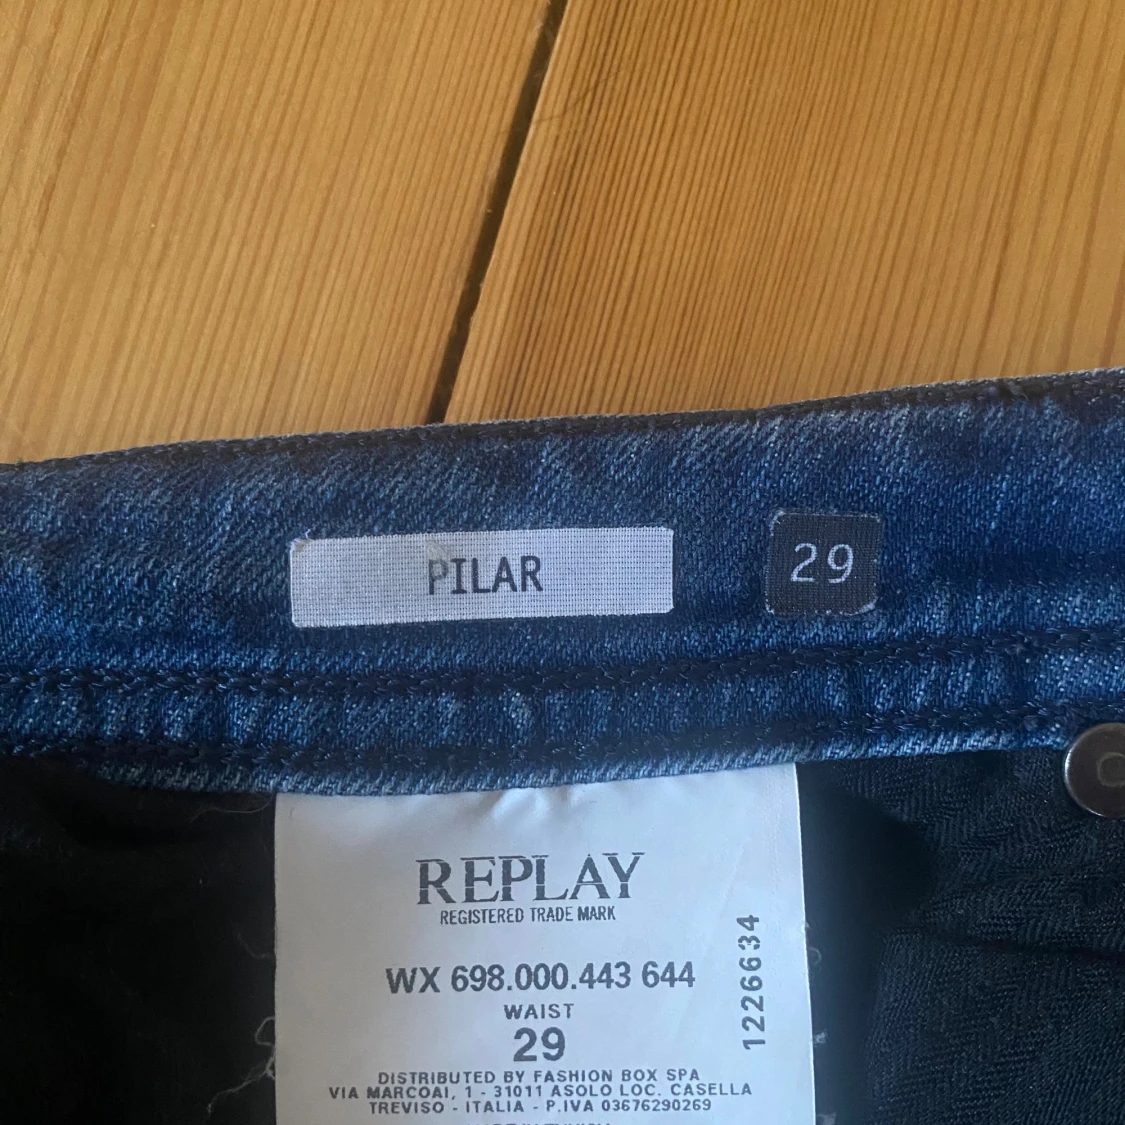 PILAR
29
REPLAY
REGISTERED TRADE MARK
WX 698.000.443 644
WAIST
29
1226634
DISTRIBUTED BY FASHION BOX SPA
VIA MARCOAI, 1 - 31011 ASOLO LOC. CASELLA
TREVISO - ITALIA - P.IVA 03676290269